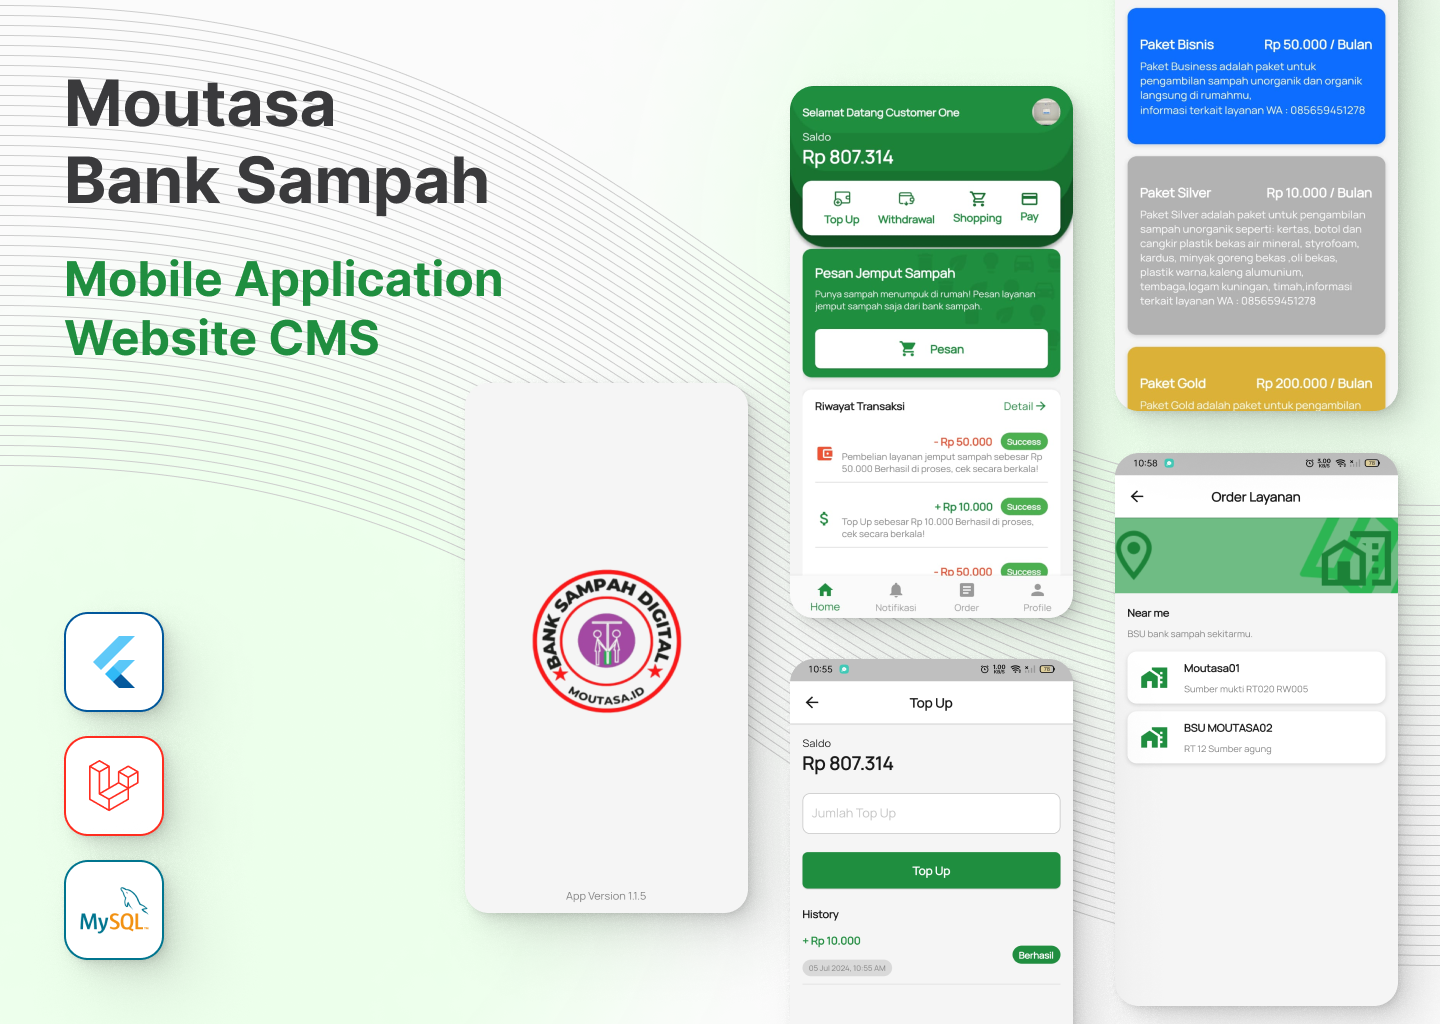 Moutasa
Bank Sampah
Mobile Application
Website CMS
MySQL
BANK SAMPAH DIGITAL
MOUTASA.ID
App Version 1.1.5
Selamat Datang Customer One
Saldo
Rp 807.314
Top Up
Withdrawal
Shopping
Pay
Pesan Jemput Sampah
Punya sampah menumpuk di rumah! Pesan layanan
jemput sampah saja dari bank sampah.
Pesan
Riwayat Transaksi
Detail
- Rp 50.000 Success
Pembelian layanan jemput sampah sebesar Rp
50.000 Berhasil di proses, cek secara berkala!
+ Rp 10.000 Success
Top Up sebesar Rp 10.000 Berhasil di proses,
cek secara berkala!
- Rp 50.000 Success
Home
Notifikasi
Order
Profile
10:55
1.00
KB/S
78
Top Up
Saldo
Rp 807.314
Jumlah Top Up
Top Up
History
+ Rp 10.000
Berhasil
05 Jul 2024, 10:55 AM
Paket Bisnis Rp 50.000 / Bulan
Paket Business adalah paket untuk
pengambilan sampah unorganik dan organik
langsung di rumahmu,
informasi terkait layanan WA : 085659451278
Paket Silver Rp 10.000 / Bulan
Paket Silver adalah paket untuk pengambilan
sampah unorganik seperti: kertas, botol dan
cangkir plastik bekas air mineral, styrofoam,
kardus, minyak goreng bekas ,oli bekas,
plastik warna,kaleng alumunium,
tembaga,logam kuningan, timah,informasi
terkait layanan WA : 085659451278
Paket Gold Rp 200.000 / Bulan
Paket Gold adalah paket untuk pengambilan
10:58
3.00
KB/S
78
Order Layanan
Near me
BSU bank sampah sekitarmu.
Moutasa01
Sumber mukti RT020 RW005
BSU MOUTASA02
RT 12 Sumber agung